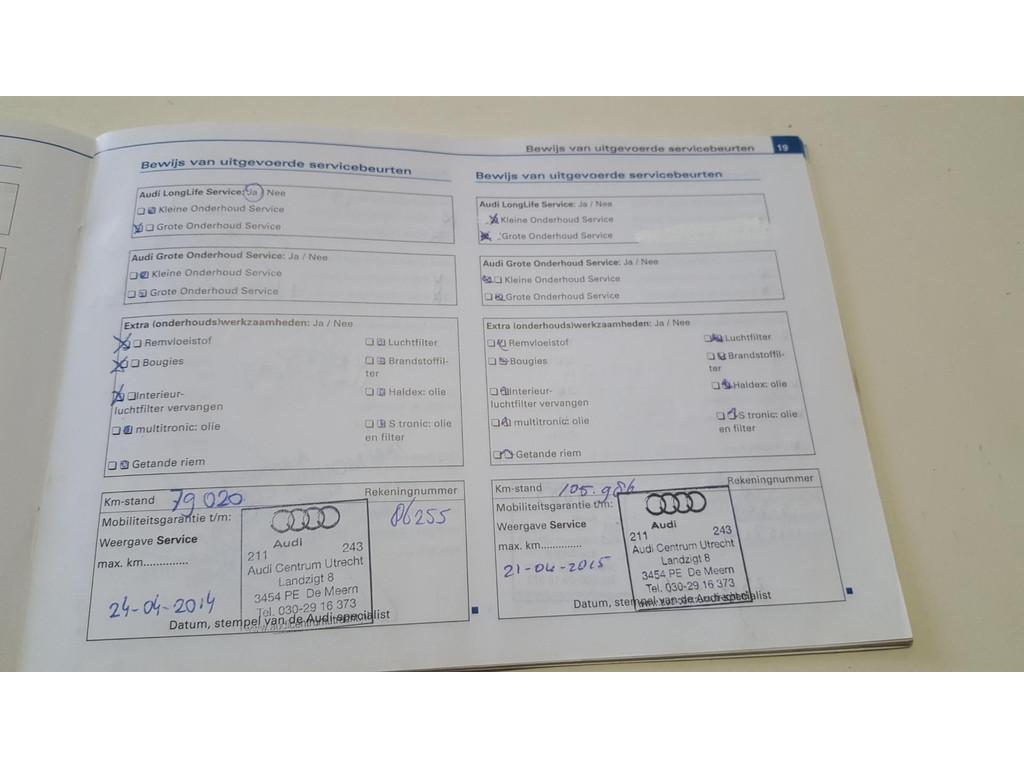 Bewijs van uitgevoerde servicebeurten 19
Bewijs van uitgevoerde servicebeurten
Audi LongLife Service: Ja / Nee
Kleine Onderhoud Service
Grote Onderhoud Service
Audi Grote Onderhoud Service: Ja / Nee
Kleine Onderhoud Service
Grote Onderhoud Service
Extra (onderhouds)werkzaamheden: Ja / Nee
Remvloeistof
Luchtfilter
Bougies
Brandstoffil-
ter
Interieur-
luchtfilter vervangen
Haldex: olie
multitronic: olie
S tronic: olie
en filter
Getande riem
Km-stand 79020
Rekeningnummer
86255
Mobiliteitsgarantie t/m:
Weergave Service
max. km..............
24-04-2014
Audi
211 243
Audi Centrum Utrecht
Landzigt 8
3454 PE De Meern
Tel. 030-29 16 373
Datum, stempel van de Audi-specialist
Bewijs van uitgevoerde servicebeurten
Audi LongLife Service: Ja / Nee
Kleine Onderhoud Service
Grote Onderhoud Service
Audi Grote Onderhoud Service: Ja / Nee
Kleine Onderhoud Service
Grote Onderhoud Service
Extra (onderhouds)werkzaamheden: Ja / Nee
Remvloeistof
Luchtfilter
Bougies
Brandstoffil-
ter
Interieur-
luchtfilter vervangen
Haldex: olie
multitronic: olie
S tronic: olie
en filter
Getande riem
Km-stand 105.986
Rekeningnummer
Mobiliteitsgarantie t/m:
Weergave Service
max. km..............
21-04-2015
Audi
211 243
Audi Centrum Utrecht
Landzigt 8
3454 PE De Meern
Tel. 030-29 16 373
Datum, stempel van de Audi-specialist